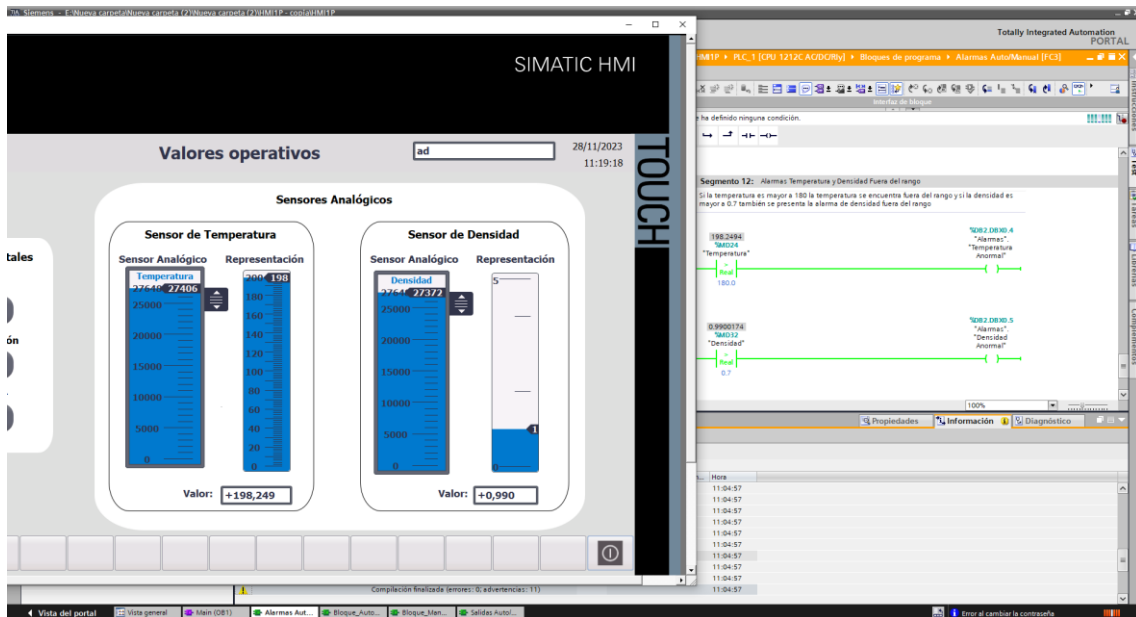 TIA Siemens - E:\Nueva carpeta\Nueva carpeta (2)\Nueva carpeta (2)\HMI1P - copia\HMI1P
Totally Integrated Automation
PORTAL
HMI1P ▸ PLC_1 [CPU 1212C AC/DC/Rly] ▸ Bloques de programa ▸ Alarmas Auto/Manual [FC3]
Interfaz de bloque
ha definido ninguna condición.
SIMATIC HMI
TOUCH
Valores operativos
ad
28/11/2023
11:19:18
Sensores Analógicos
Sensor de Temperatura
Sensor Analógico
Representación
Temperatura
27406
25000
20000
15000
10000
5000
0
200
198
180
160
140
120
100
80
60
40
20
0
Valor:
+198,249
Sensor de Densidad
Sensor Analógico
Representación
Densidad
27372
25000
20000
15000
10000
5000
0
5
1
0
Valor:
+0,990
tales
ón
Segmento 12: Alarmas Temperatura y Densidad Fuera del rango
Si la temperatura es mayor a 180 la temperatura se encuentra fuera del rango y si la densidad es
mayor a 0.7 también se presenta la alarma de densidad fuera del rango
198.2494
%MD24
"Temperatura"
>
Real
180.0
%DB2.DBX0.4
"Alarmas".
"Temperatura
Anormal"
0.9900174
%MD32
"Densidad"
>
Real
0.7
%DB2.DBX0.5
"Alarmas".
"Densidad
Anormal"
100%
Propiedades
Información
Diagnóstico
Hora
11:04:57
11:04:57
11:04:57
11:04:57
11:04:57
11:04:57
11:04:57
11:04:57
11:04:57
Compilación finalizada (errores: 0; advertencias: 11)
11:04:57
Instrucciones
Test
Tareas
Librerías
Complementos
Vista del portal
Vista general
Main (OB1)
Alarmas Aut...
Bloque_Auto...
Bloque_Man...
Salidas Auto/...
Error al cambiar la contraseña